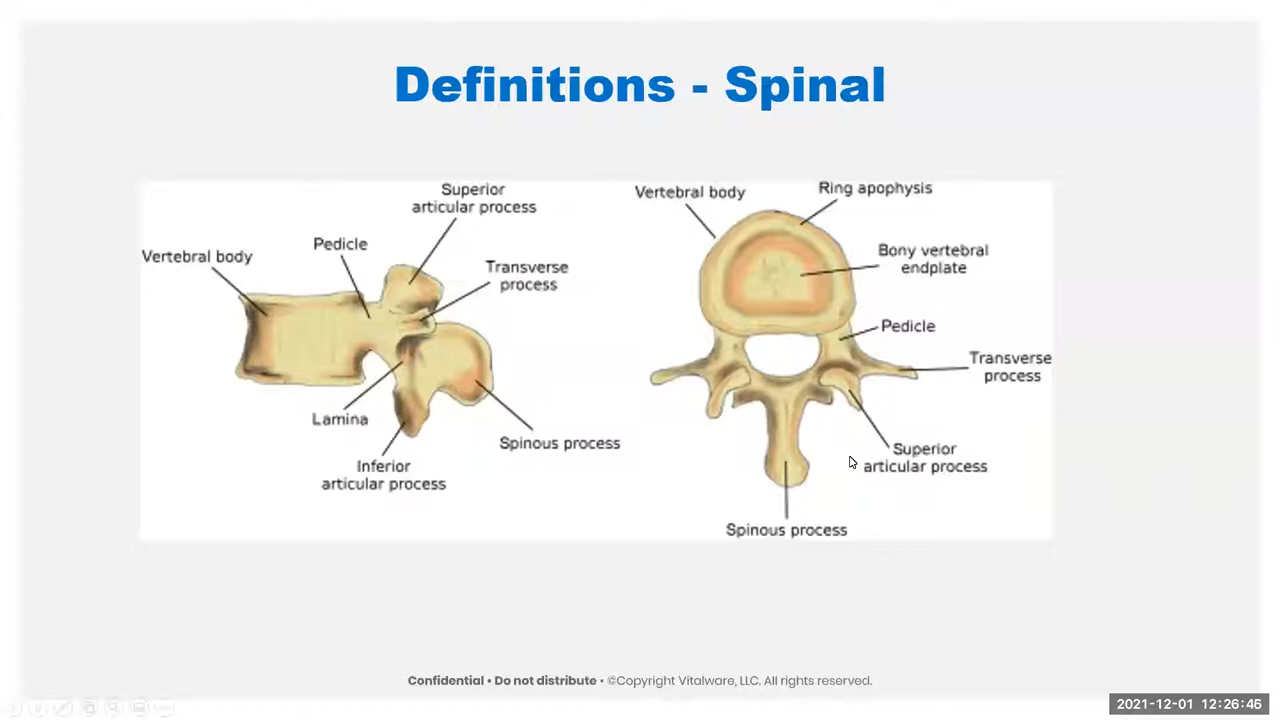 Definitions - Spinal
Superior
articular process
Vertebral body
Pedicle
Transverse
process
Lamina
Spinous process
Inferior
articular process
Vertebral body
Ring apophysis
Bony vertebral
endplate
Pedicle
Transverse
process
Superior
articular process
Spinous process
Confidential • Do not distribute • ©Copyright Vitalware, LLC. All rights reserved.
2021-12-01 12:26:46